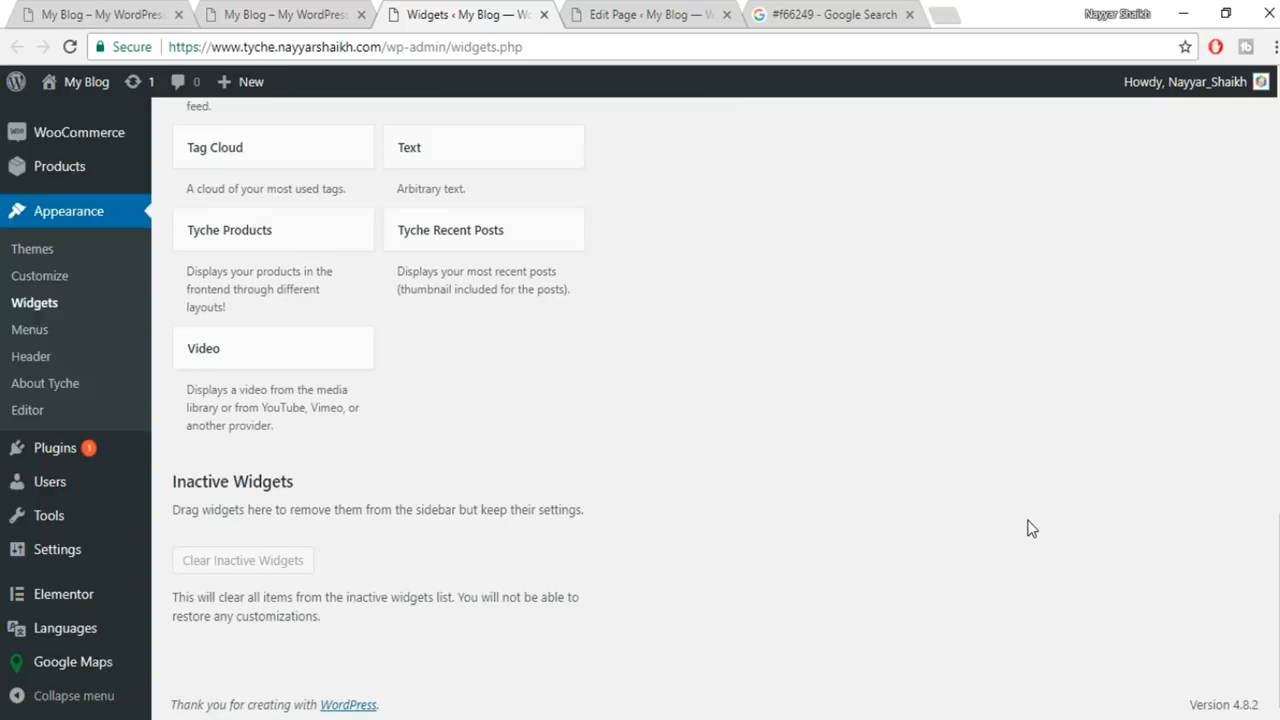 My Blog – My WordPress
My Blog – My WordPress
Widgets ‹ My Blog — Wo
Edit Page ‹ My Blog — W
#f66249 - Google Search
Nayyar Shaikh
Secure
https://www.tyche.nayyarshaikh.com/wp-admin/widgets.php
My Blog
1
0
New
Howdy, Nayyar_Shaikh
WooCommerce
Products
Appearance
Themes
Customize
Widgets
Menus
Header
About Tyche
Editor
Plugins 1
Users
Tools
Settings
Elementor
Languages
Google Maps
Collapse menu
feed.
Tag Cloud
A cloud of your most used tags.
Text
Arbitrary text.
Tyche Products
Displays your products in the
frontend through different
layouts!
Tyche Recent Posts
Displays your most recent posts
(thumbnail included for the posts).
Video
Displays a video from the media
library or from YouTube, Vimeo, or
another provider.
Inactive Widgets
Drag widgets here to remove them from the sidebar but keep their settings.
Clear Inactive Widgets
This will clear all items from the inactive widgets list. You will not be able to
restore any customizations.
Thank you for creating with WordPress.
Version 4.8.2